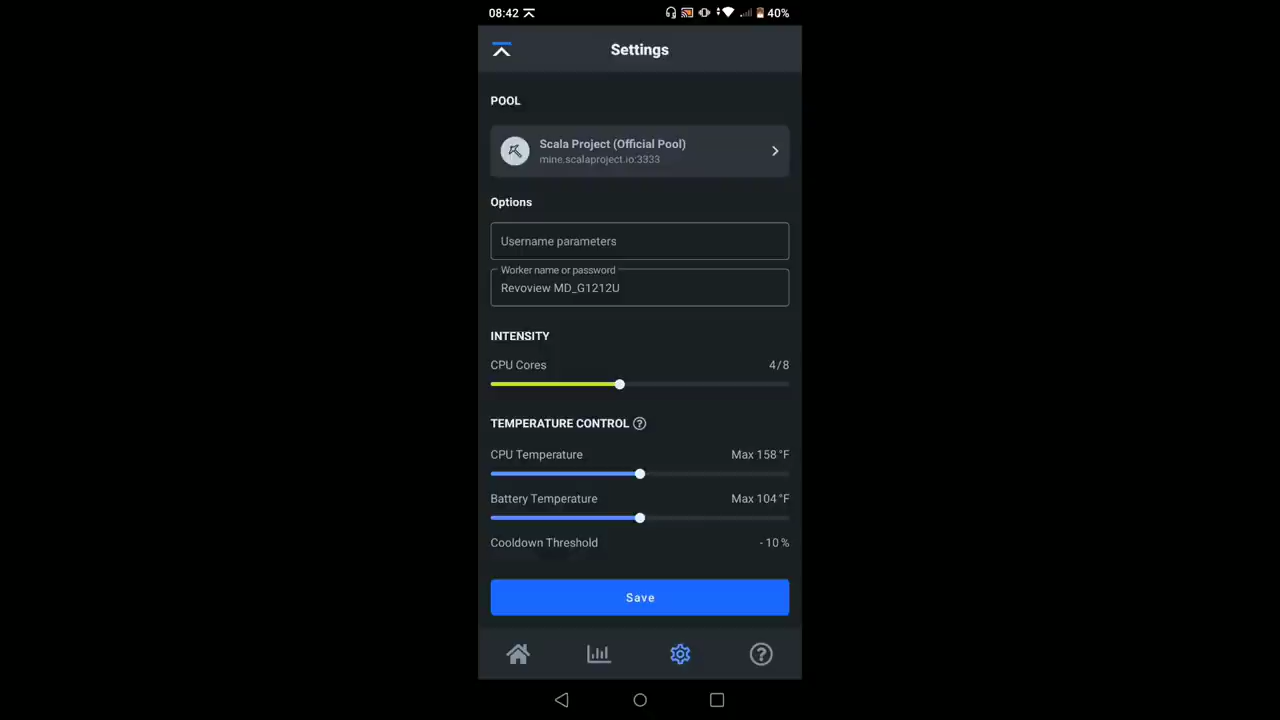 08:42
40%
Settings
POOL
Scala Project (Official Pool)
mine.scalaproject.io:3333
Options
Username parameters
Worker name or password
Revoview MD_G1212U
INTENSITY
CPU Cores 4/8
TEMPERATURE CONTROL ?
CPU Temperature Max 158 °F
Battery Temperature Max 104 °F
Cooldown Threshold - 10 %
Save
?